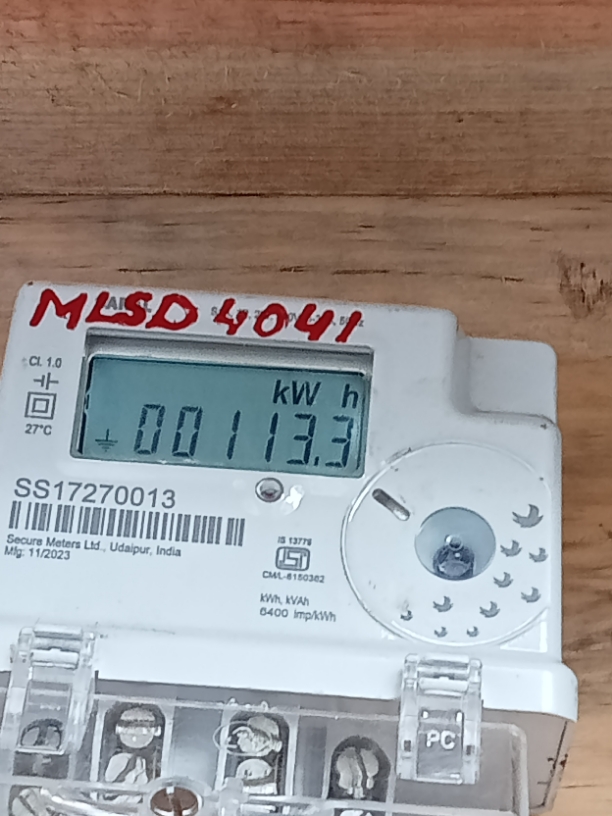 MLSD 4041
Cl. 1.0
27°C
kW h
00113.3
SS17270013
Secure Meters Ltd., Udaipur, India
Mfg: 11/2023
IS 13779
CM/L-6150362
kWh, kVAh
6400 imp/kWh
PC